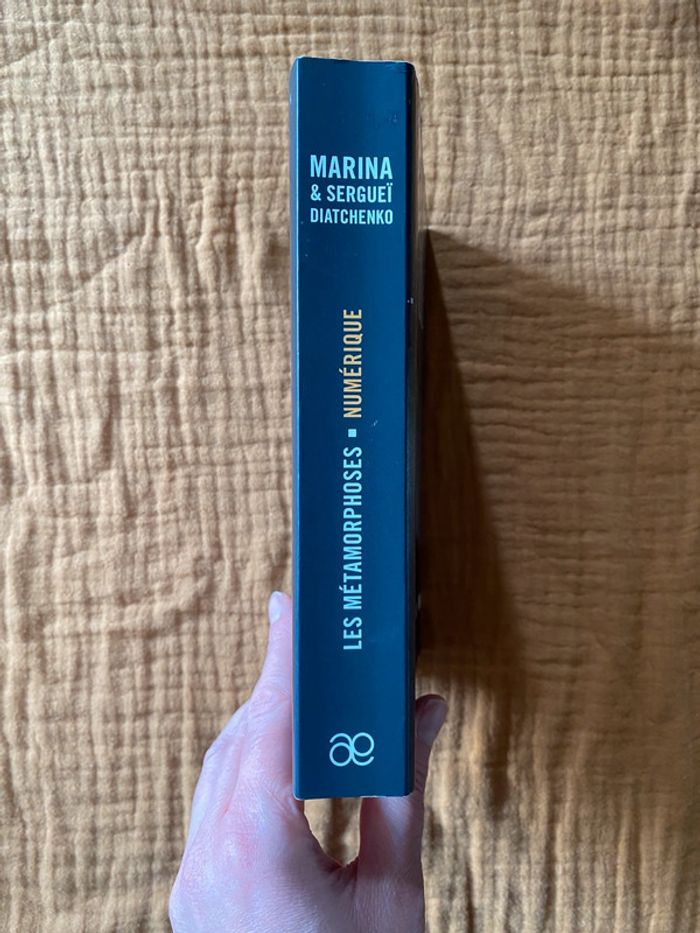 MARINA
& SERGUEÏ
DIATCHENKO
LES MÉTAMORPHOSES ▪ NUMÉRIQUE
æ